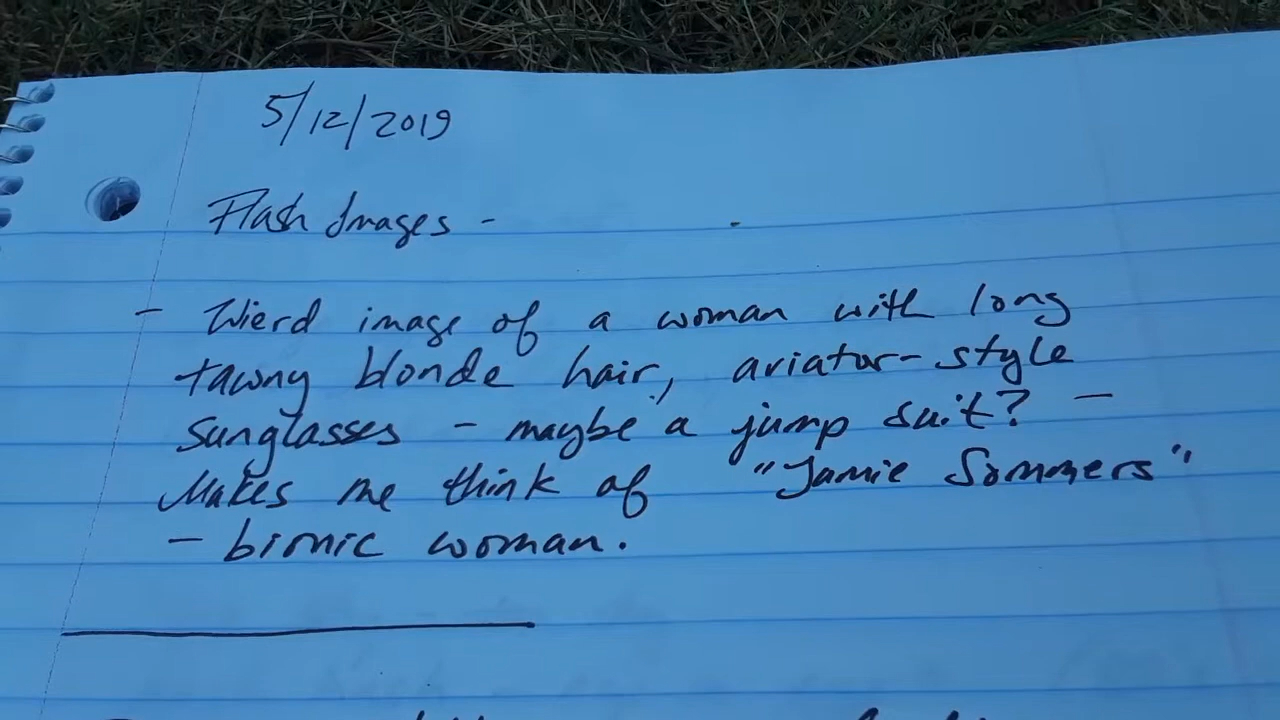 5/12/2019
Flash Images -
- Wierd image of a woman with long
tawny blonde hair, aviator-style
sunglasses - maybe a jump suit? -
Makes me think of "Jamie Sommers"
- bionic woman.